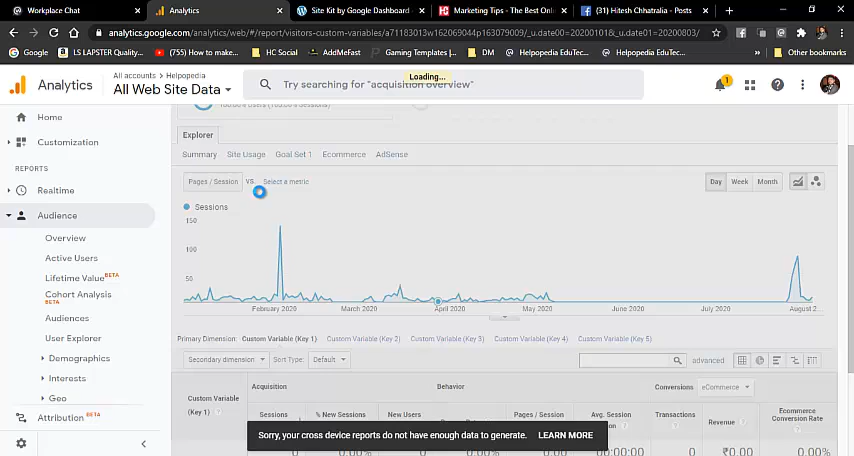 Workplace Chat
Analytics
Site Kit by Google Dashboard
Marketing Tips - The Best Onli
(31) Hitesh Chhatralia - Posts
analytics.google.com/analytics/web/#/report/visitors-custom-variables/a71183013w162069044p163079009/_u.date00=20200101&_u.date01=20200803/
Google
LS LAPSTER Quality...
(755) How to make...
HC Social
AddMeFast
Gaming Templates |...
DM
Helpopedia EduTec...
Helpopedia EduTec...
Other bookmarks
Analytics
All accounts > Helpopedia
All Web Site Data
Try searching for "acquisition overview"
Loading...
1
Home
Customization
REPORTS
Realtime
Audience
Overview
Active Users
Lifetime Value BETA
Cohort Analysis
BETA
Audiences
User Explorer
Demographics
Interests
Geo
Attribution BETA
Explorer
Summary
Site Usage
Goal Set 1
Ecommerce
AdSense
Pages / Session
VS.
Select a metric
Day
Week
Month
Sessions
150
100
50
February 2020
March 2020
April 2020
May 2020
June 2020
July 2020
August 2...
Primary Dimension:
Custom Variable (Key 1)
Custom Variable (Key 2)
Custom Variable (Key 3)
Custom Variable (Key 4)
Custom Variable (Key 5)
Secondary dimension
Sort Type:
Default
advanced
Custom Variable
(Key 1)
Acquisition
Behavior
Conversions
eCommerce
Sessions
% New Sessions
New Users
Pages / Session
Avg. Session
Transactions
Revenue
Ecommerce
Conversion Rate
Sorry, your cross device reports do not have enough data to generate.
LEARN MORE